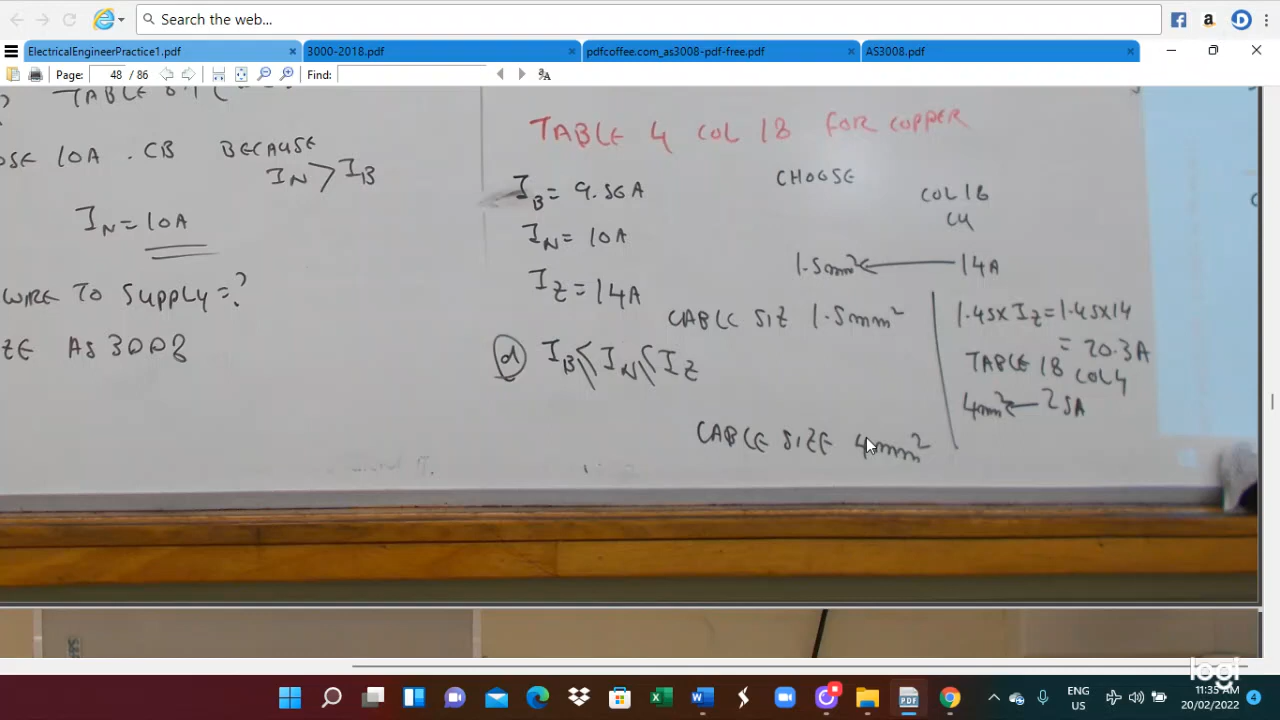 Search the web...
ElectricalEngineerPractice1.pdf
3000-2018.pdf
pdfcoffee.com_as3008-pdf-free.pdf
AS3008.pdf
Page: 48 / 86
Find:
OSE 10A . CB BECAUSE
IN > IB
IN = 10A
WIRE TO SUPPLY = ?
ZE AS 3008
TABLE 4 COL 18 FOR COPPER
IB = 9.56A
CHOOSE
COL 18
CU
IN = 10A
1.5mm² ← 14A
IZ = 14A
CABLE SIZ 1.5mm²
1.45 x IZ = 1.45 x 14
= 20.3A
(d) IB ≤ IN ≤ IZ
TABLE 18 COL 4
4mm² ← 25A
CABLE SIZE 4mm²
logi
ENG
US
11:35 AM
20/02/2022
4